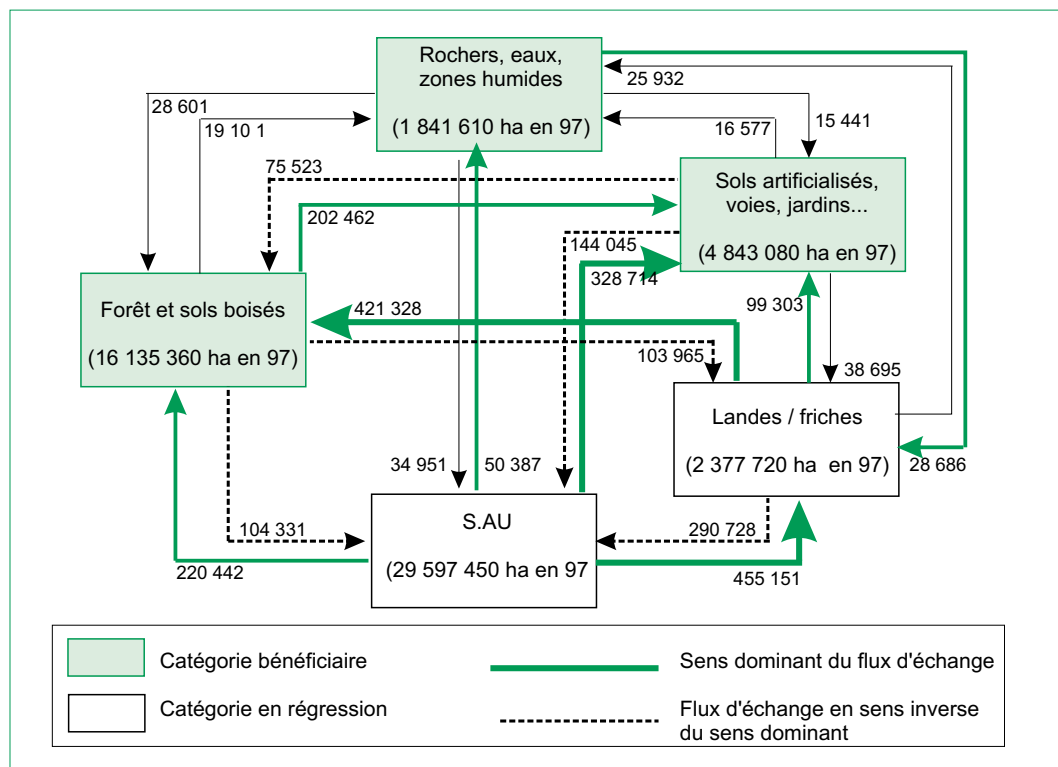 Rochers, eaux,
zones humides
(1 841 610 ha en 97)
25 932
28 601
19 10 1
16 577
15 441
75 523
Sols artificialisés,
voies, jardins...
(4 843 080 ha en 97)
202 462
144 045
328 714
Forêt et sols boisés
(16 135 360 ha en 97)
421 328
99 303
103 965
38 695
Landes / friches
(2 377 720 ha en 97)
28 686
34 951
50 387
S.AU
(29 597 450 ha en 97
104 331
220 442
290 728
455 151
Catégorie bénéficiaire
Sens dominant du flux d'échange
Catégorie en régression
Flux d'échange en sens inverse
du sens dominant